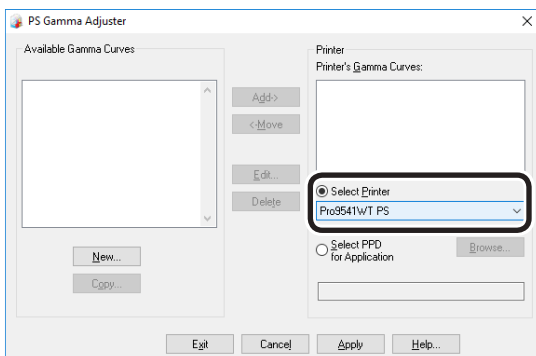 PS Gamma Adjuster
Available Gamma Curves
Printer
Printer's Gamma Curves:
Add->
<-Move
Edit...
Delete
Select Printer
Pro9541WT PS
Select PPD
for Application
Browse...
New...
Copy...
Exit
Cancel
Apply
Help...